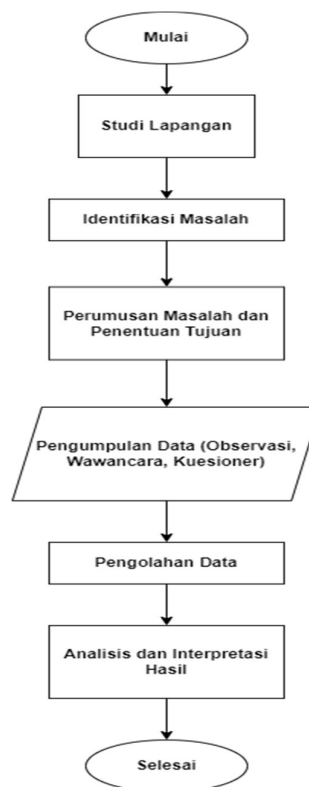 Mulai
Studi Lapangan
Identifikasi Masalah
Perumusan Masalah dan
Penentuan Tujuan
Pengumpulan Data (Observasi,
Wawancara, Kuesioner)
Pengolahan Data
Analisis dan Interpretasi
Hasil
Selesai